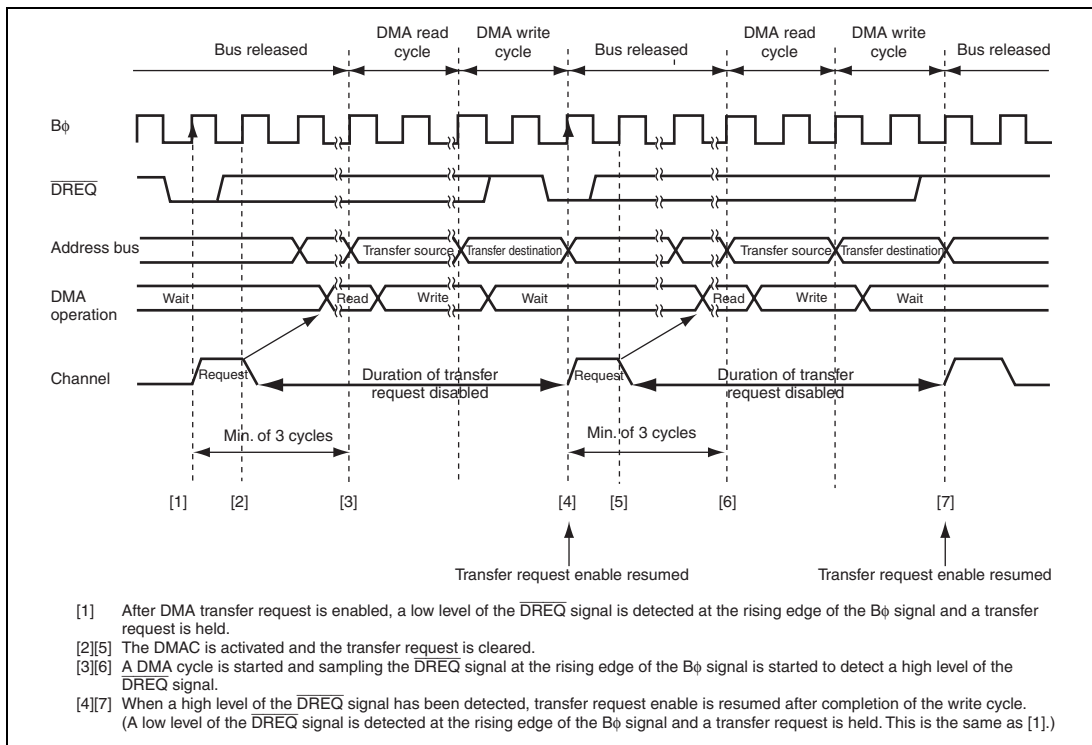 DMA read cycle DMA write cycle DMA read cycle DMA write cycle
Bus released Bus released Bus released
Bϕ
DREQ
Address bus Transfer source Transfer destination Transfer source Transfer destination
DMA operation Wait Read Write Wait Read Write Wait
Channel Request Duration of transfer request disabled Request Duration of transfer request disabled
Min. of 3 cycles Min. of 3 cycles
[1] [2] [3] [4] [5] [6] [7]
Transfer request enable resumed Transfer request enable resumed
[1] After DMA transfer request is enabled, a low level of the DREQ signal is detected at the rising edge of the Bϕ signal and a transfer
request is held.
[2][5] The DMAC is activated and the transfer request is cleared.
[3][6] A DMA cycle is started and sampling the DREQ signal at the rising edge of the Bϕ signal is started to detect a high level of the
DREQ signal.
[4][7] When a high level of the DREQ signal has been detected, transfer request enable is resumed after completion of the write cycle.
(A low level of the DREQ signal is detected at the rising edge of the Bϕ signal and a transfer request is held. This is the same as [1].)